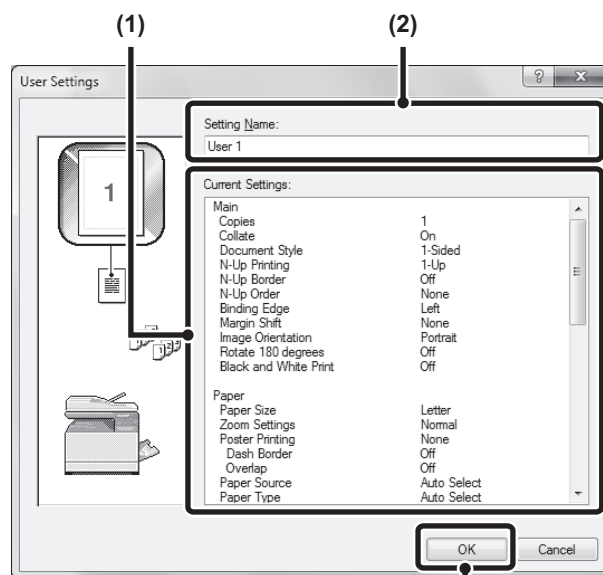 (1) (2)
User Settings
Setting Name:
User 1
Current Settings:
Main
Copies 1
Collate On
Document Style 1-Sided
N-Up Printing 1-Up
N-Up Border Off
N-Up Order None
Binding Edge Left
Margin Shift None
Image Orientation Portrait
Rotate 180 degrees Off
Black and White Print Off
Paper
Paper Size Letter
Zoom Settings Normal
Poster Printing None
Dash Border Off
Overlap Off
Paper Source Auto Select
Paper Type Auto Select
1
OK Cancel